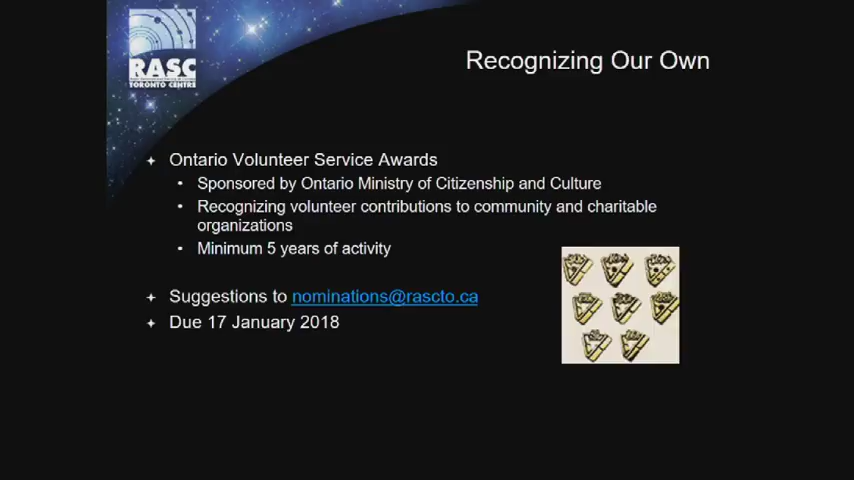 RASC
TORONTO CENTRE
Recognizing Our Own
Ontario Volunteer Service Awards
Sponsored by Ontario Ministry of Citizenship and Culture
Recognizing volunteer contributions to community and charitable
organizations
Minimum 5 years of activity
Suggestions to nominations@rascto.ca
Due 17 January 2018